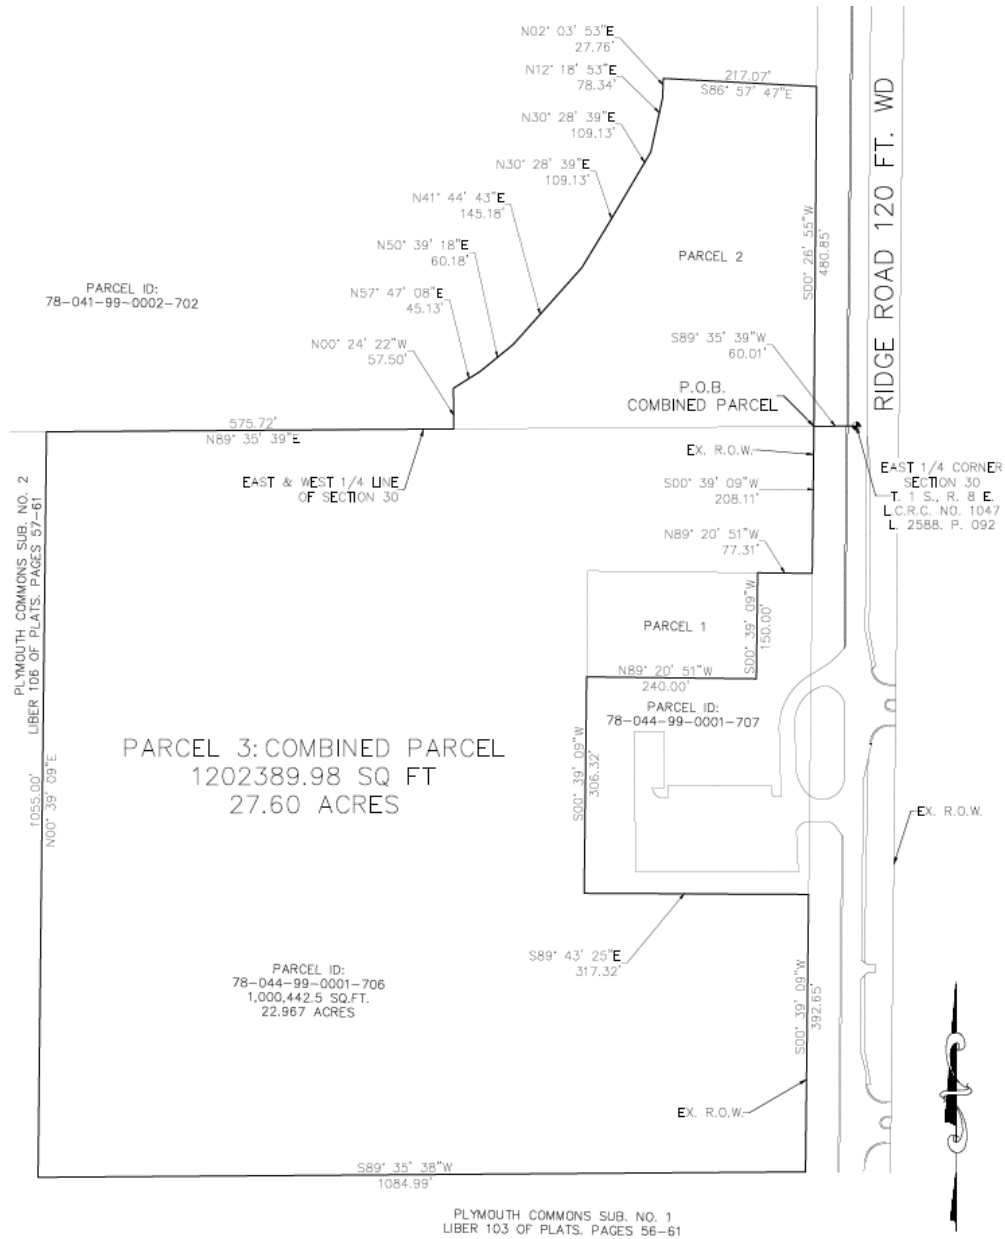 N02° 03' 53"E
27.76'
N12° 18' 53"E
78.34'
N30° 28' 39"E
109.13'
N30° 28' 39"E
109.13'
N41° 44' 43"E
145.18'
N50° 39' 18"E
60.18'
N57° 47' 08"E
45.13'
N00° 24' 22"W
57.50'
217.07'
S86° 57' 47"E
RIDGE ROAD 120 FT. WD
S00° 26' 55"W
480.85'
PARCEL 2
PARCEL ID:
78-041-99-0002-702
S89° 35' 39"W
60.01'
P.O.B.
COMBINED PARCEL
575.72'
N89° 35' 39"E
EAST & WEST 1/4 LINE
OF SECTION 30
EX. R.O.W.
S00° 39' 09"W
208.11'
EAST 1/4 CORNER
SECTION 30
T. 1 S., R. 8 E.
L.C.R.C. NO. 1047
L. 2588. P. 092
N89° 20' 51"W
77.31'
PLYMOUTH COMMONS SUB. NO. 2
LIBER 106 OF PLATS. PAGES 57-61
PARCEL 1
S00° 39' 09"W
150.00'
N89° 20' 51"W
240.00'
PARCEL ID:
78-044-99-0001-707
PARCEL 3: COMBINED PARCEL
1202389.98 SQ FT
27.60 ACRES
S00° 39' 09"W
306.32'
1055.00'
N00° 39' 09"E
EX. R.O.W.
S89° 43' 25"E
317.32'
PARCEL ID:
78-044-99-0001-706
1,000,442.5 SQ.FT.
22.967 ACRES
S00° 39' 09"W
392.65'
EX. R.O.W.
S89° 35' 38"W
1084.99'
PLYMOUTH COMMONS SUB. NO. 1
LIBER 103 OF PLATS. PAGES 56-61